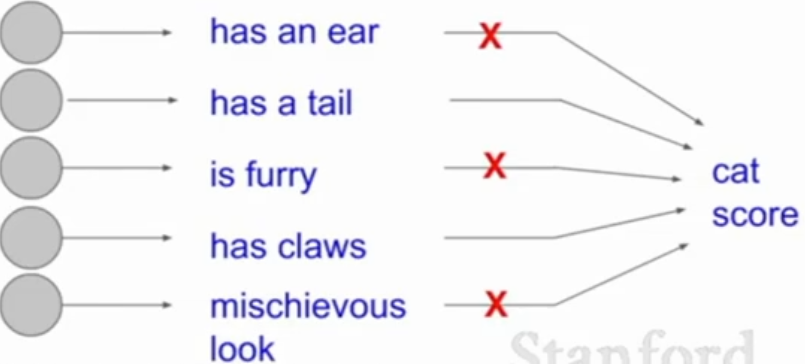 has an ear
X
has a tail
is furry
X
cat
score
has claws
mischievous
look
X
Stanford